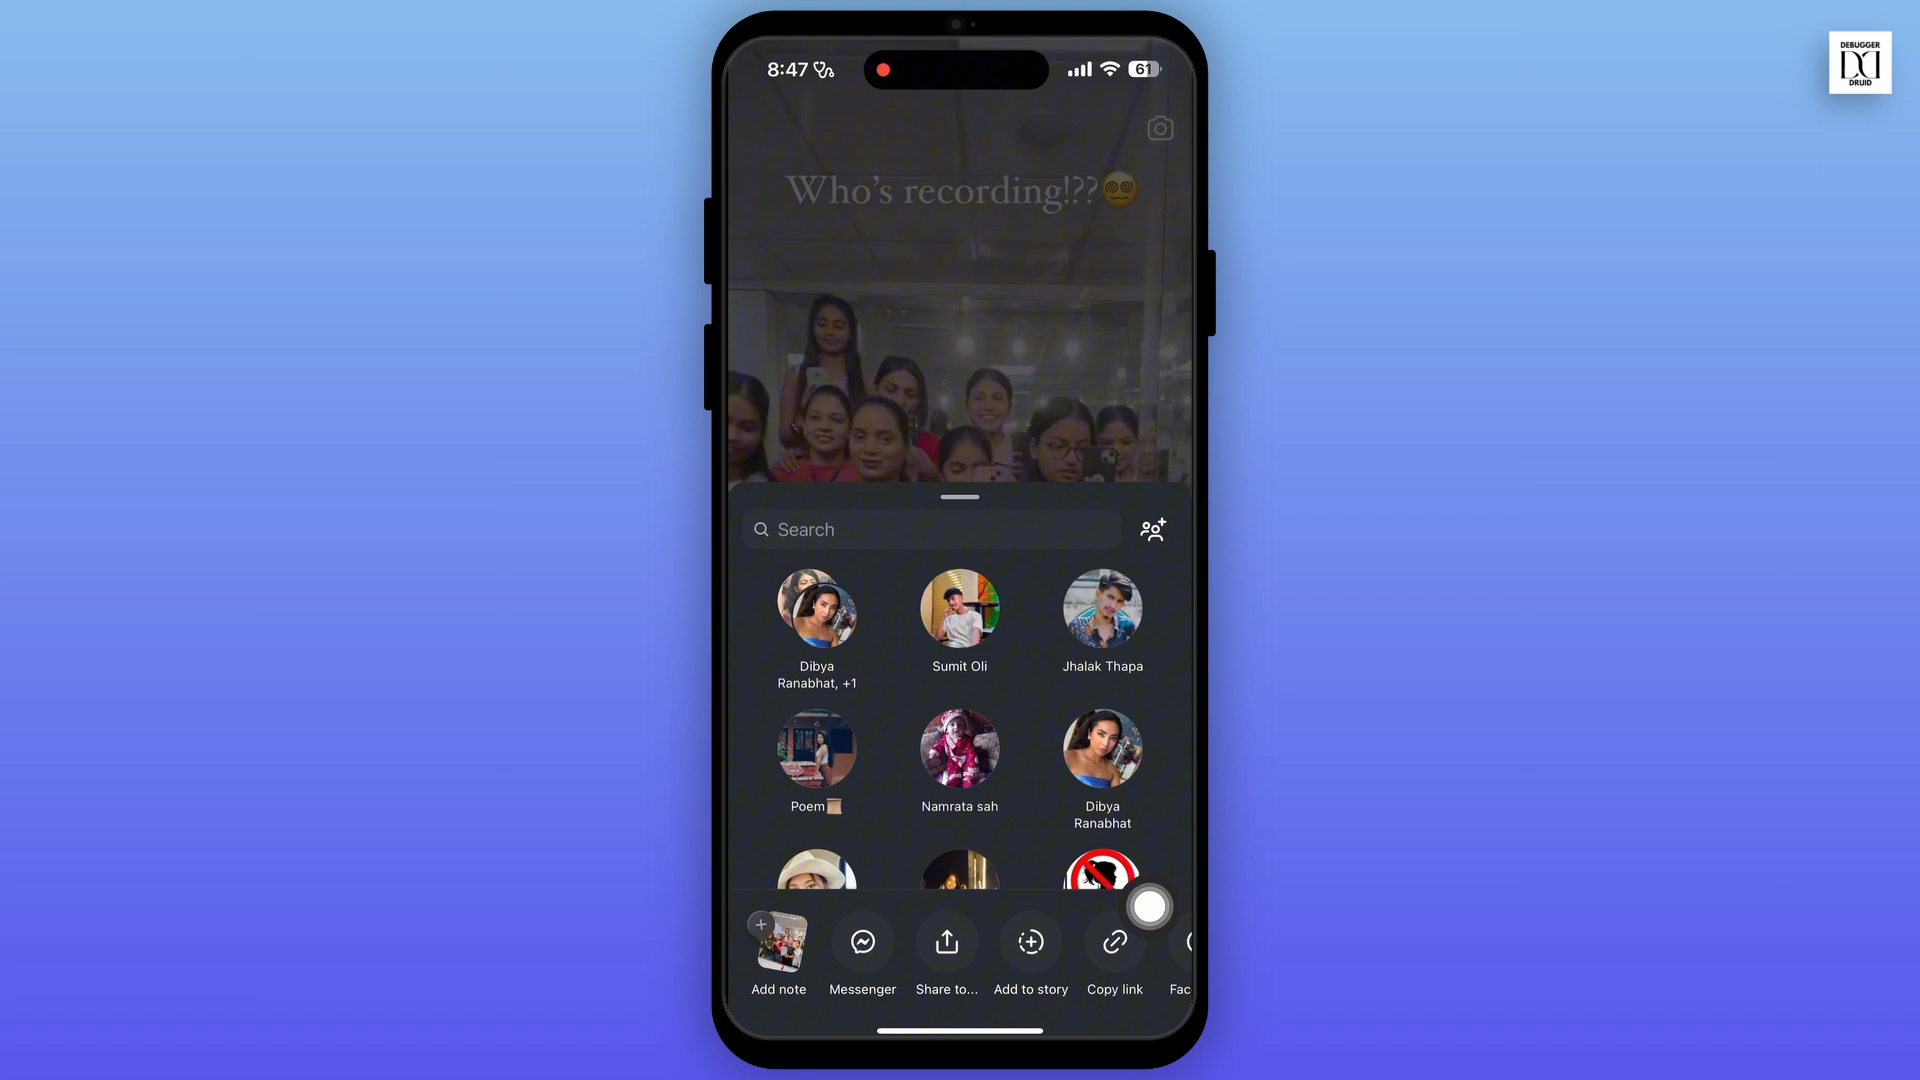 DEBUGGER
DD
DRUID
8:47
61
Who's recording!??😵‍💫
Search
Dibya
Ranabhat, +1
Sumit Oli
Jhalak Thapa
Poem📜
Namrata sah
Dibya
Ranabhat
Add note
Messenger
Share to...
Add to story
Copy link
Fac